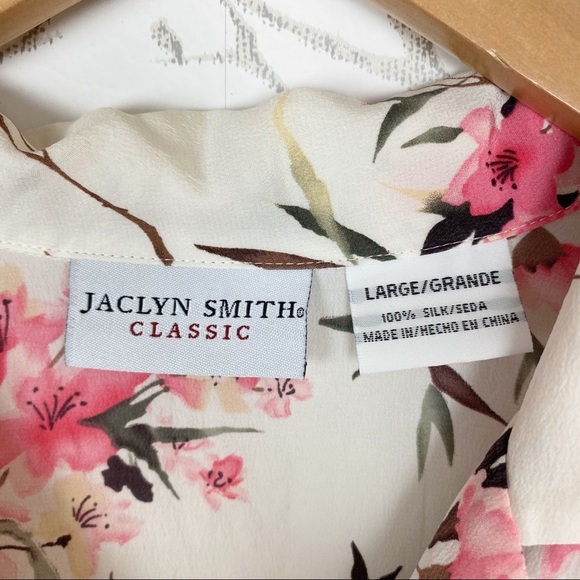 JACLYN SMITH®
CLASSIC
LARGE/GRANDE
100% SILK/SEDA
MADE IN/HECHO EN CHINA